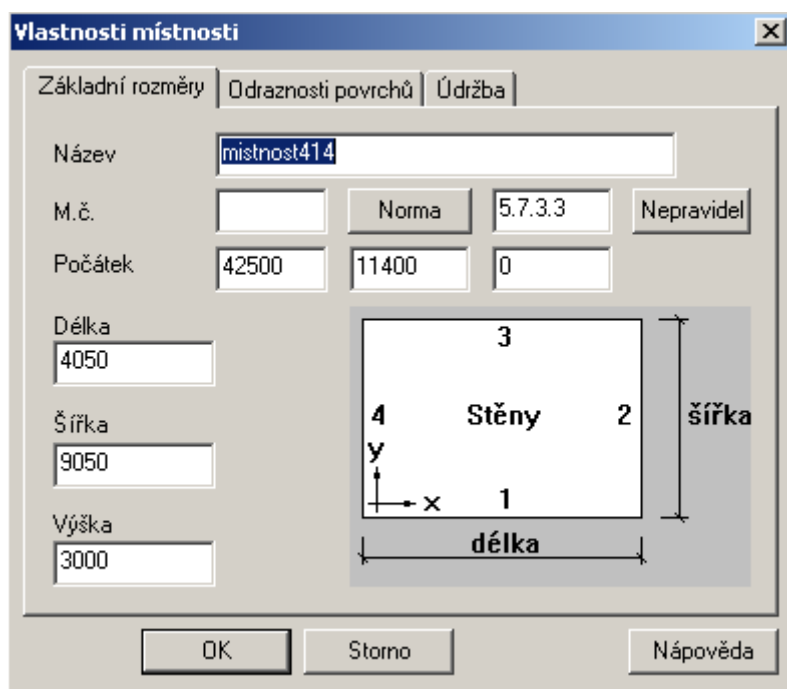 Vlastnosti místnosti
Základní rozměry Odraznosti povrchů Údržba
Název mistnost414
M.č. Norma 5.7.3.3 Nepravidel
Počátek 42500 11400 0
Délka
4050
Šířka
9050
Výška
3000
3
4 Stěny 2 šířka
y
x 1
délka
OK Storno Nápověda